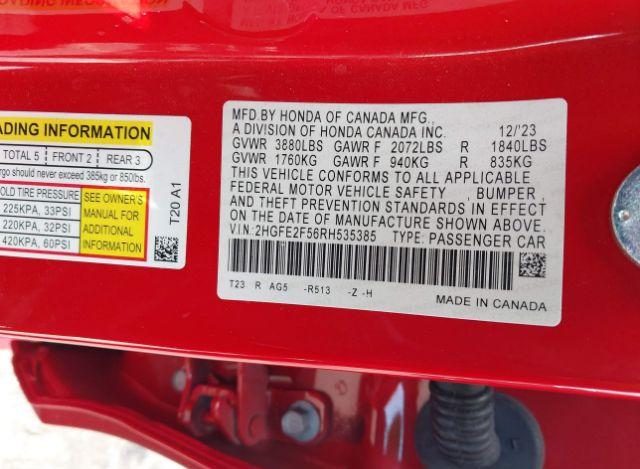 OF CANADA MFG.
ADING INFORMATION
TOTAL 5 FRONT 2 REAR 3
rgo should never exceed 385kg or 850lbs.
OLD TIRE PRESSURE
225KPA, 33PSI
220KPA, 32PSI
420KPA, 60PSI
SEE OWNER'S
MANUAL FOR
ADDITIONAL
INFORMATION
T20 A1
MFD BY HONDA OF CANADA MFG.,
A DIVISION OF HONDA CANADA INC. 12/'23
GVWR 3880LBS GAWR F 2072LBS R 1840LBS
GVWR 1760KG GAWR F 940KG R 835KG
THIS VEHICLE CONFORMS TO ALL APPLICABLE
FEDERAL MOTOR VEHICLE SAFETY , BUMPER ,
AND THEFT PREVENTION STANDARDS IN EFFECT
ON THE DATE OF MANUFACTURE SHOWN ABOVE.
V.I.N: 2HGFE2F56RH535385 TYPE: PASSENGER CAR
T23 R AG5 -R513 -Z -H
MADE IN CANADA